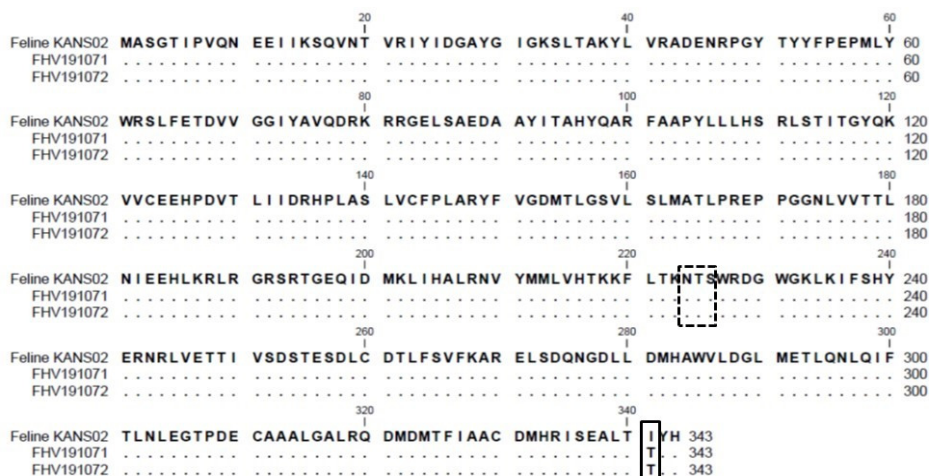 20 40 60
Feline KANS02 MASGTIPVQN EEIIKSQVNT VRIYIDGAYG IGKSLTAKYL VRADENRPGY TYYFPEPMLY 60
FHV191071 .......... .......... .......... .......... .......... .......... 60
FHV191072 .......... .......... .......... .......... .......... .......... 60
80 100 120
Feline KANS02 WRSLFETDVV GGIYAVQDRK RRGELSAEDA AYITAHYQAR FAAPYLLLHS RLSTITGYQK 120
FHV191071 .......... .......... .......... .......... .......... .......... 120
FHV191072 .......... .......... .......... .......... .......... .......... 120
140 160 180
Feline KANS02 VVCEEHPDVT LIIDRHPLAS LVCFPLARYF VGDMTLGSVL SLMATLPREP PGGNLVVTTL 180
FHV191071 .......... .......... .......... .......... .......... .......... 180
FHV191072 .......... .......... .......... .......... .......... .......... 180
200 220 240
Feline KANS02 NIEEHLKRLR GRSRTGEQID MKLIHALRNV YMMLVHTKKF LTKNTSWRDG WGKLKIFSHY 240
FHV191071 .......... .......... .......... .......... .......... .......... 240
FHV191072 .......... .......... .......... .......... .......... .......... 240
260 280 300
Feline KANS02 ERNRLVETTI VSDSTESDLC DTLFSVFKAR ELSDQNGDLL DMHAWVLDGL METLQNLQIF 300
FHV191071 .......... .......... .......... .......... .......... .......... 300
FHV191072 .......... .......... .......... .......... .......... .......... 300
320 340
Feline KANS02 TLNLEGTPDE CAAALGALRQ DMDMTFIAAC DMHRISEALT IYH 343
FHV191071 .......... .......... .......... .......... T.. 343
FHV191072 .......... .......... .......... .......... T.. 343